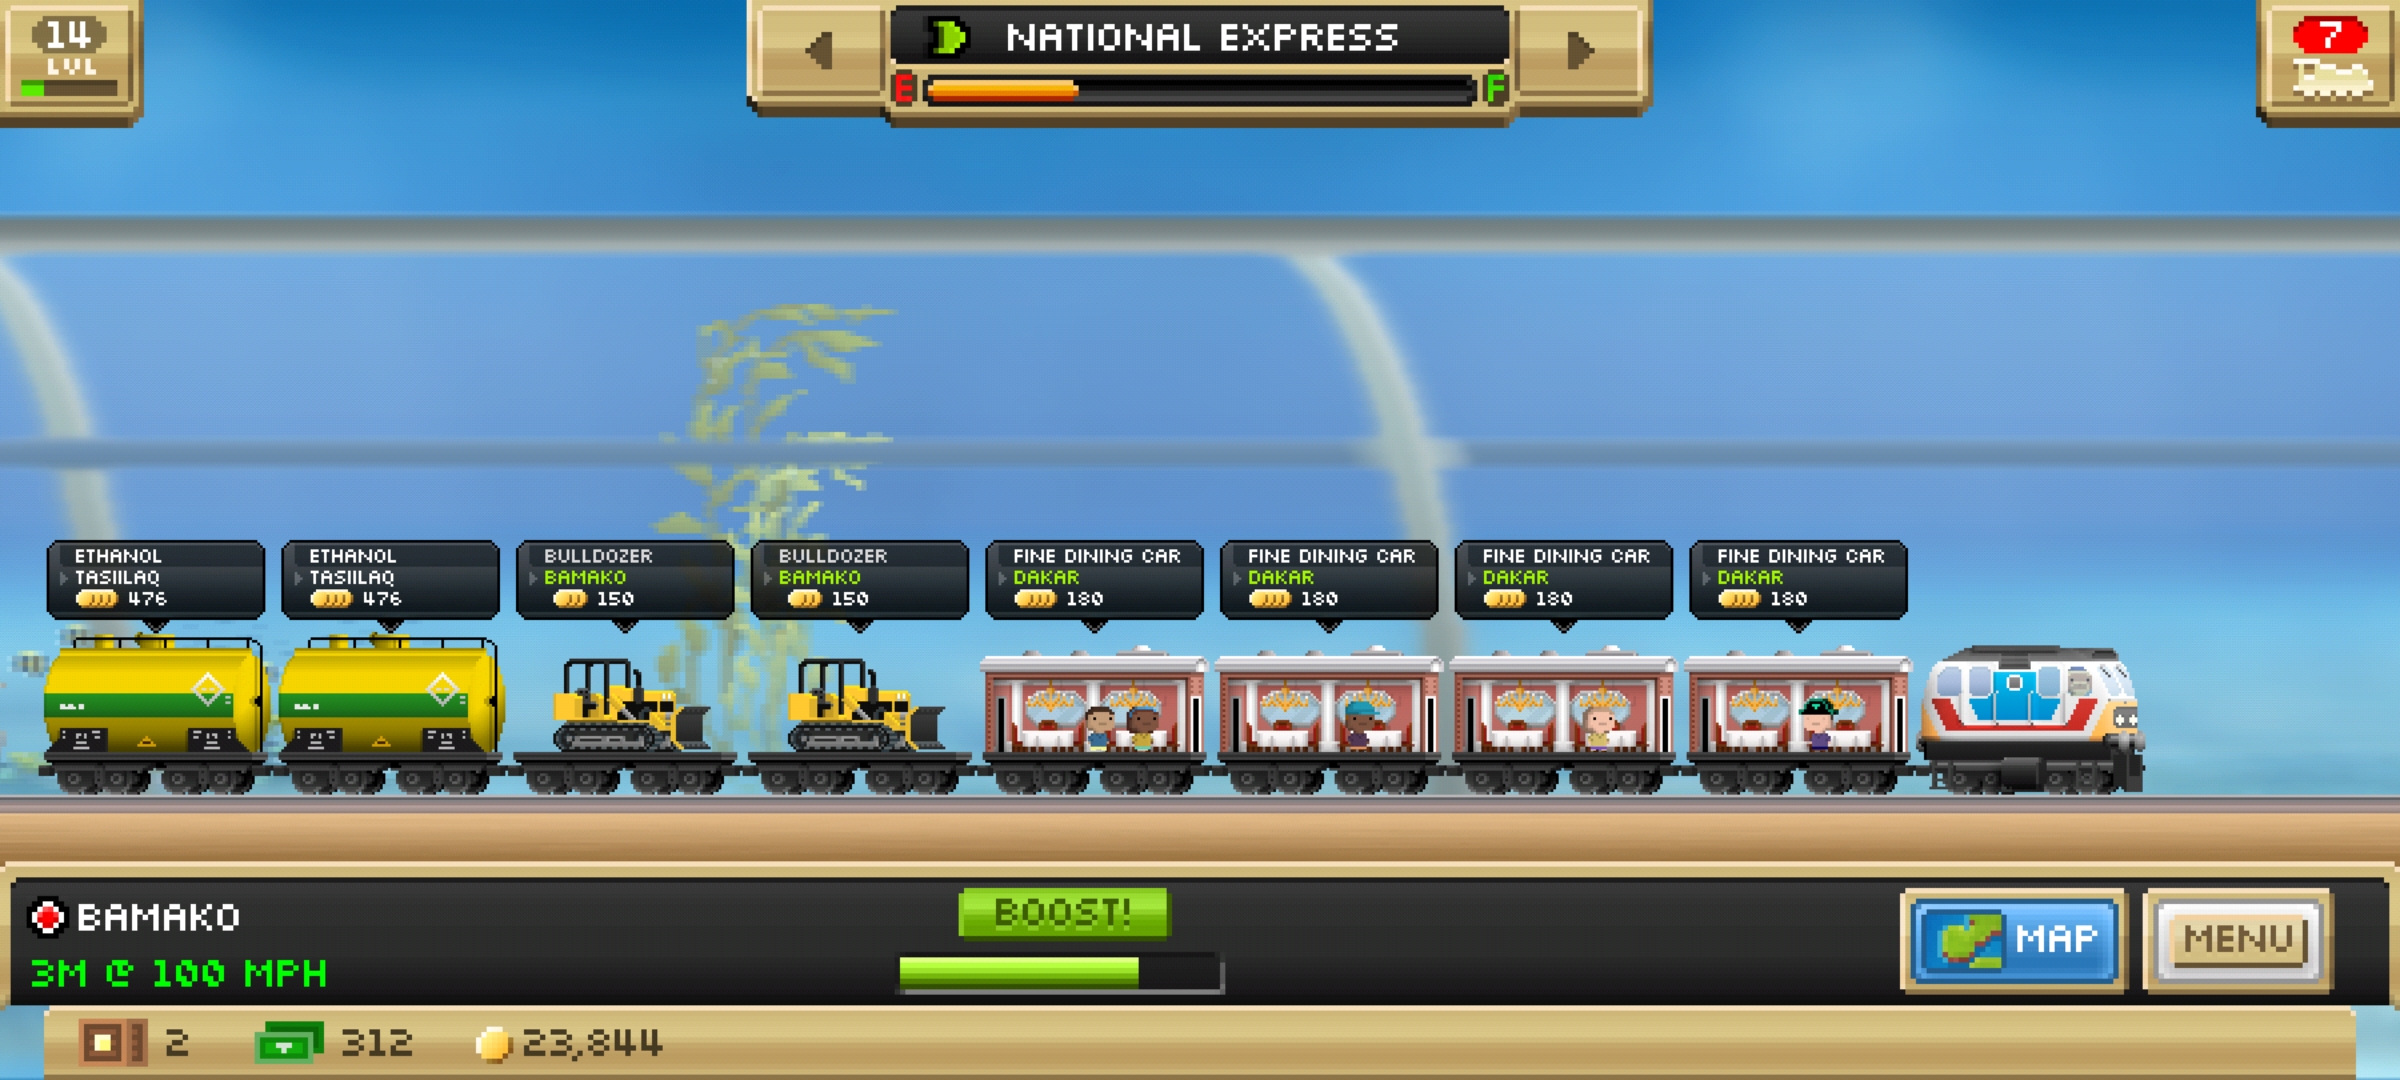 14
LVL
NATIONAL EXPRESS
E
F
7
ETHANOL
TASIILAQ
476
ETHANOL
TASIILAQ
476
BULLDOZER
BAMAKO
150
BULLDOZER
BAMAKO
150
FINE DINING CAR
DAKAR
180
FINE DINING CAR
DAKAR
180
FINE DINING CAR
DAKAR
180
FINE DINING CAR
DAKAR
180
BAMAKO
3M @ 100 MPH
BOOST!
MAP
MENU
2
312
23,844